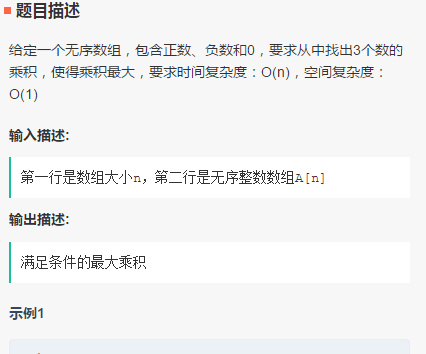 题目描述
给定一个无序数组，包含正数、负数和0，要求从中找出3个数的
乘积，使得乘积最大，要求时间复杂度：O(n)，空间复杂度：
O(1)
输入描述:
第一行是数组大小n，第二行是无序整数数组A[n]
输出描述:
满足条件的最大乘积
示例1